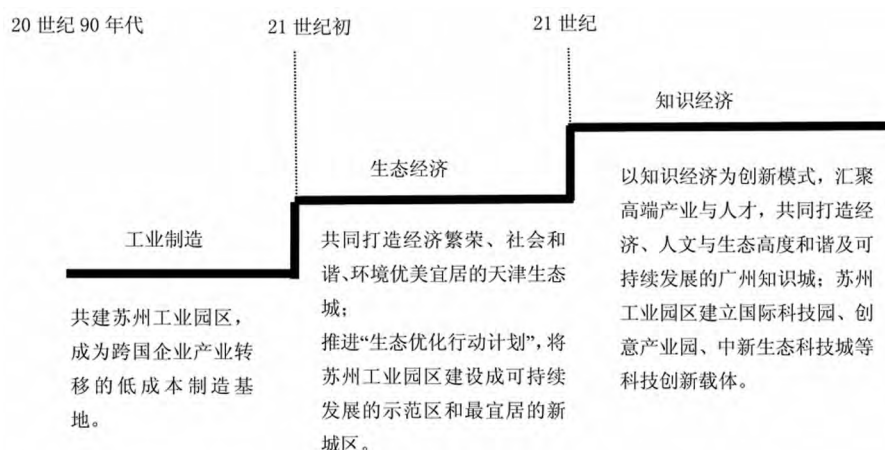 20 世纪 90 年代
21 世纪初
21 世纪
知识经济
生态经济
工业制造
共建苏州工业园区，
成为跨国企业产业转
移的低成本制造基
地。
共同打造经济繁荣、社会和
谐、环境优美宜居的天津生态
城；
推进“生态优化行动计划”，将
苏州工业园区建设成可持续
发展的示范区和最宜居的新
城区。
以知识经济为创新模式，汇聚
高端产业与人才，共同打造经
济、人文与生态高度和谐及可
持续发展的广州知识城；苏州
工业园区建立国际科技园、创
意产业园、中新生态科技城等
科技创新载体。